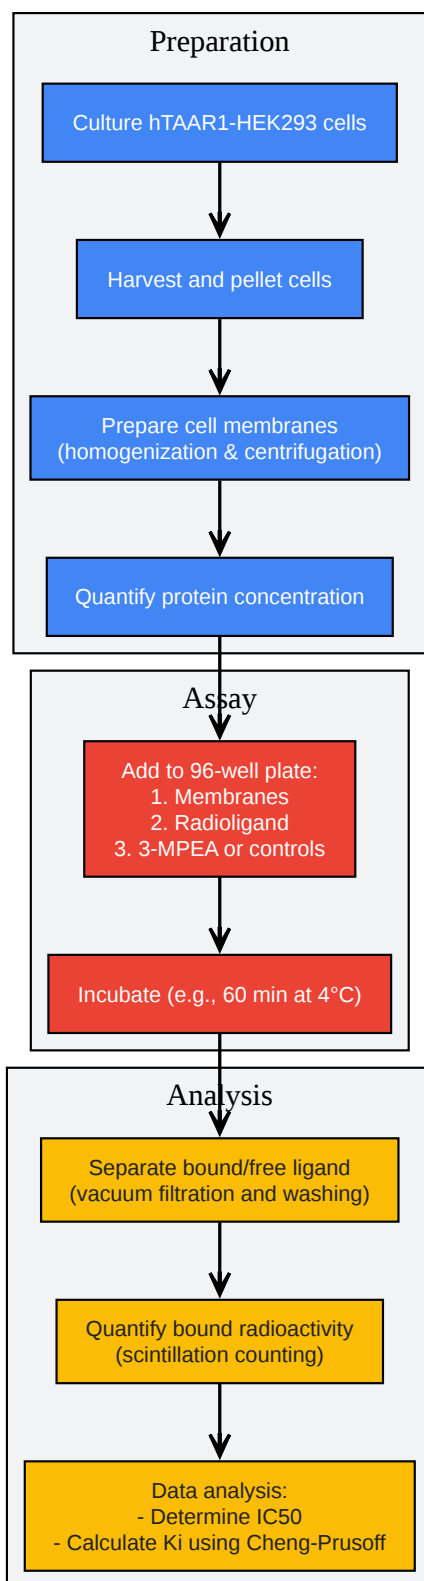 Preparation
Culture hTAAR1-HEK293 cells
Harvest and pellet cells
Prepare cell membranes
(homogenization & centrifugation)
Quantify protein concentration
Assay
Add to 96-well plate:
1. Membranes
2. Radioligand
3. 3-MPEA or controls
Incubate (e.g., 60 min at 4°C)
Analysis
Separate bound/free ligand
(vacuum filtration and washing)
Quantify bound radioactivity
(scintillation counting)
Data analysis:
- Determine IC50
- Calculate Ki using Cheng-Prusoff